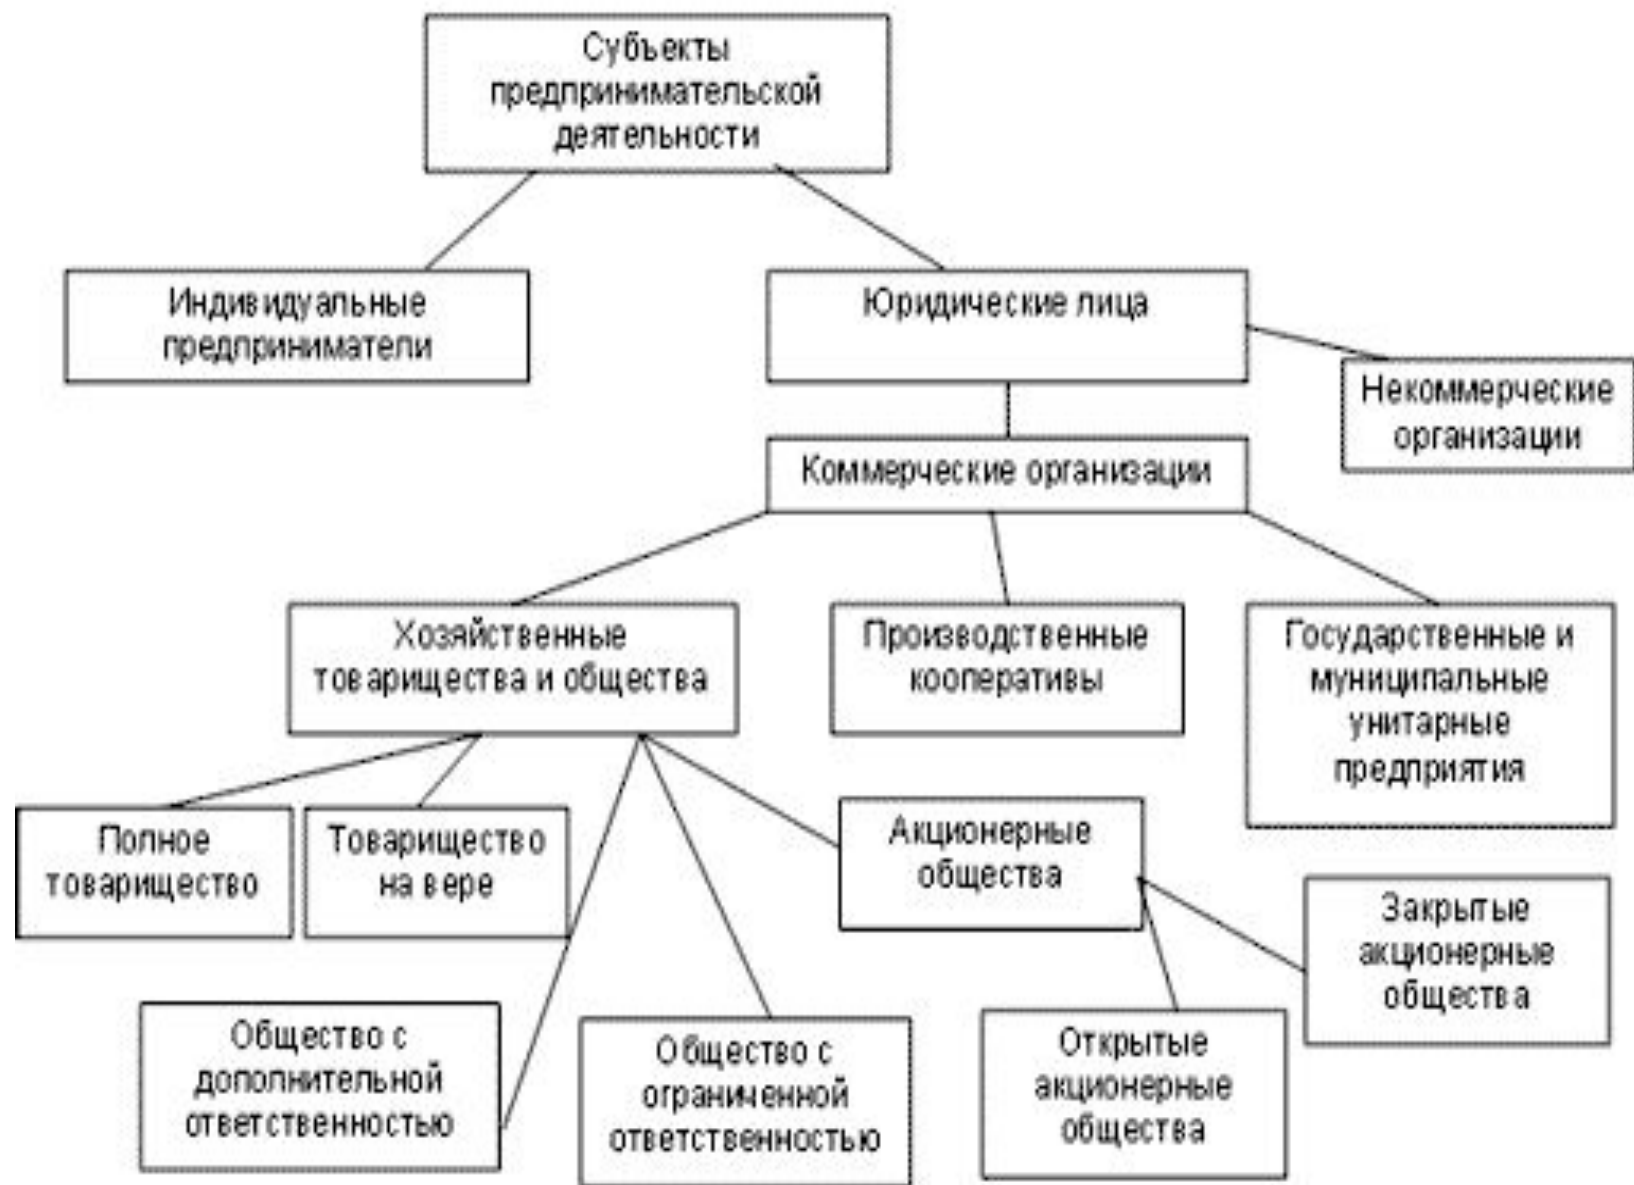 Субъекты
предпринимательской
деятельности
Индивидуальные
предприниматели
Юридические лица
Некоммерческие
организации
Коммерческие организации
Хозяйственные
товарищества и общества
Производственные
кооперативы
Государственные и
муниципальные
унитарные
предприятия
Полное
товарищество
Товарищество
на вере
Акционерные
общества
Закрытые
акционерные
общества
Общество с
дополнительной
ответственностью
Общество с
ограниченной
ответственностью
Открытые
акционерные
общества